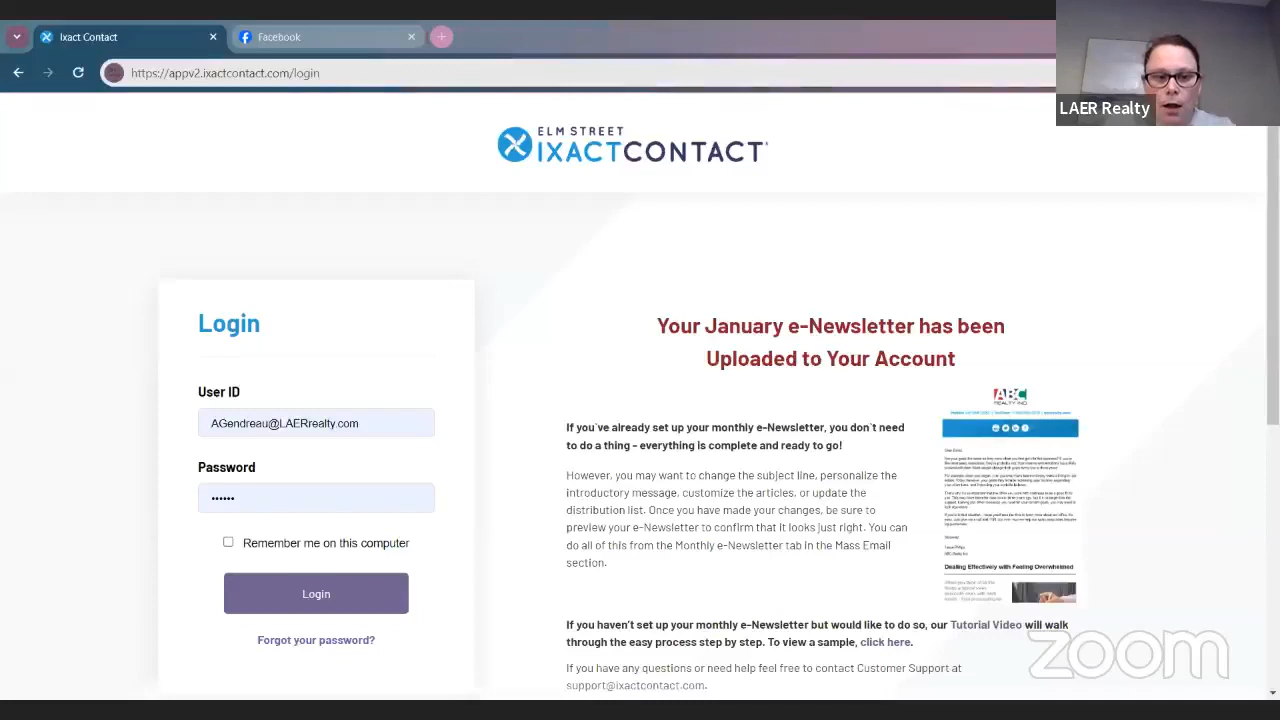 Ixact Contact
Facebook
https://appv2.ixactcontact.com/login
LAER Realty
ELM STREET
IXACTCONTACT
Login
User ID
AGendreau@LAERrealty.com
Password
Remember me on this computer
Login
Forgot your password?
Your January e-Newsletter has been
Uploaded to Your Account
If you`ve already set up your monthly e-Newsletter, you don`t need
to do a thing - everything is complete and ready to go!
However, you may want to change the subject line, personalize the
introductory message, customize the articles, or update the
distribution list. Once you have made your changes, be sure to
preview your e-Newsletter to confirm that it looks just right. You can
do all of this from the Monthly e-Newsletter tab in the Mass Email
section.
ABC
REALTY INC
Dealing Effectively with Feeling Overwhelmed
If you haven't set up your monthly e-Newsletter but would like to do so, our Tutorial Video will walk
through the easy process step by step. To view a sample, click here.
If you have any questions or need help feel free to contact Customer Support at
support@ixactcontact.com.
zoom